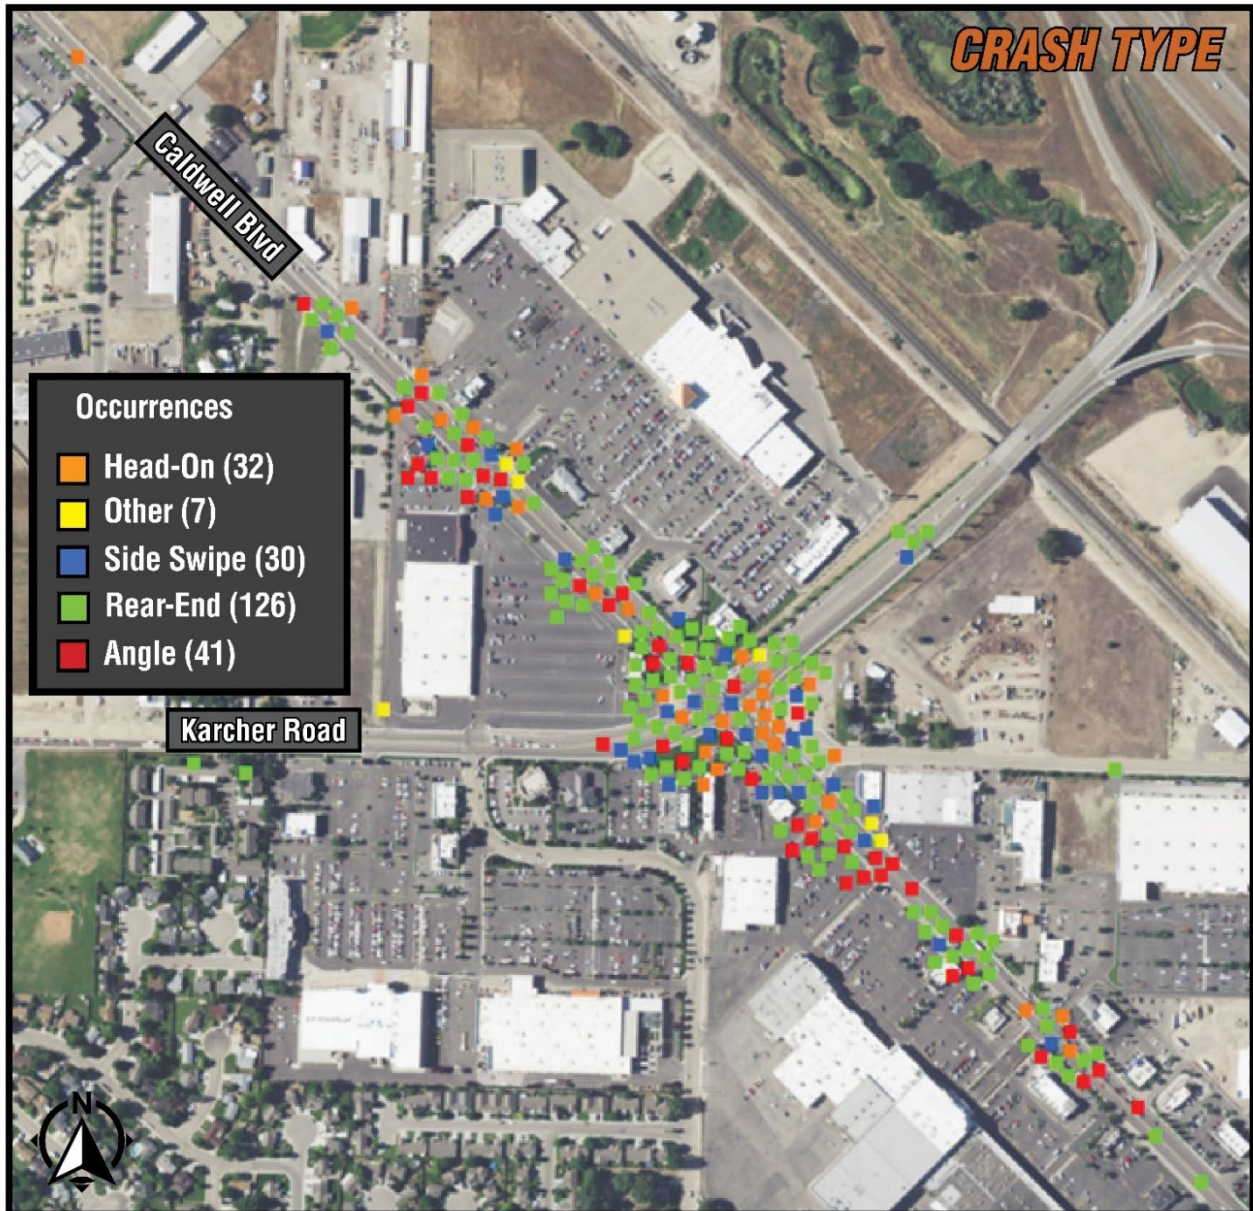 CRASH TYPE
Caldwell Blvd
Occurrences
Head-On (32)
Other (7)
Side Swipe (30)
Rear-End (126)
Angle (41)
Karcher Road
N